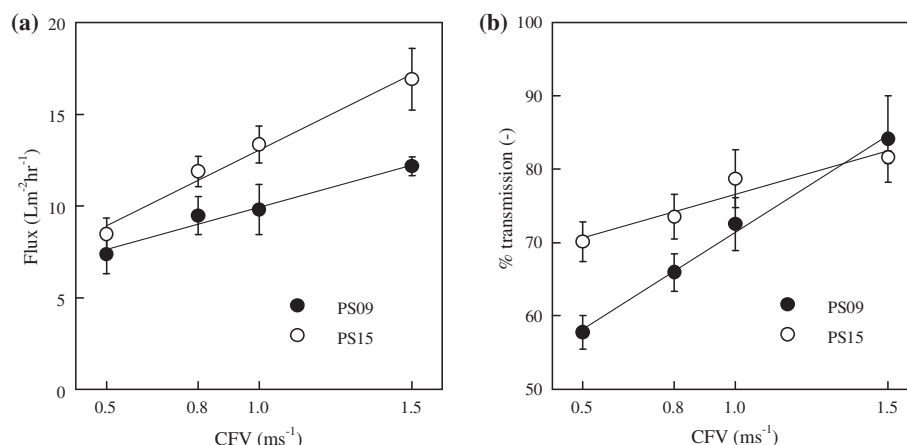 (a)
20
15
10
5
0
Flux (Lm⁻²hr⁻¹)
PS09
PS15
0.5 0.8 1.0 1.5
CFV (ms⁻¹)
(b)
100
90
80
70
60
50
% transmission (-)
PS09
PS15
0.5 0.8 1.0 1.5
CFV (ms⁻¹)